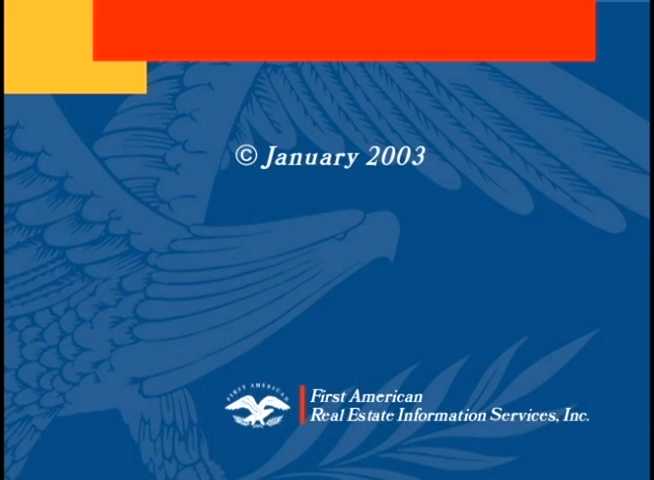 © January 2003
FIRST AMERICAN
First American
Real Estate Information Services, Inc.